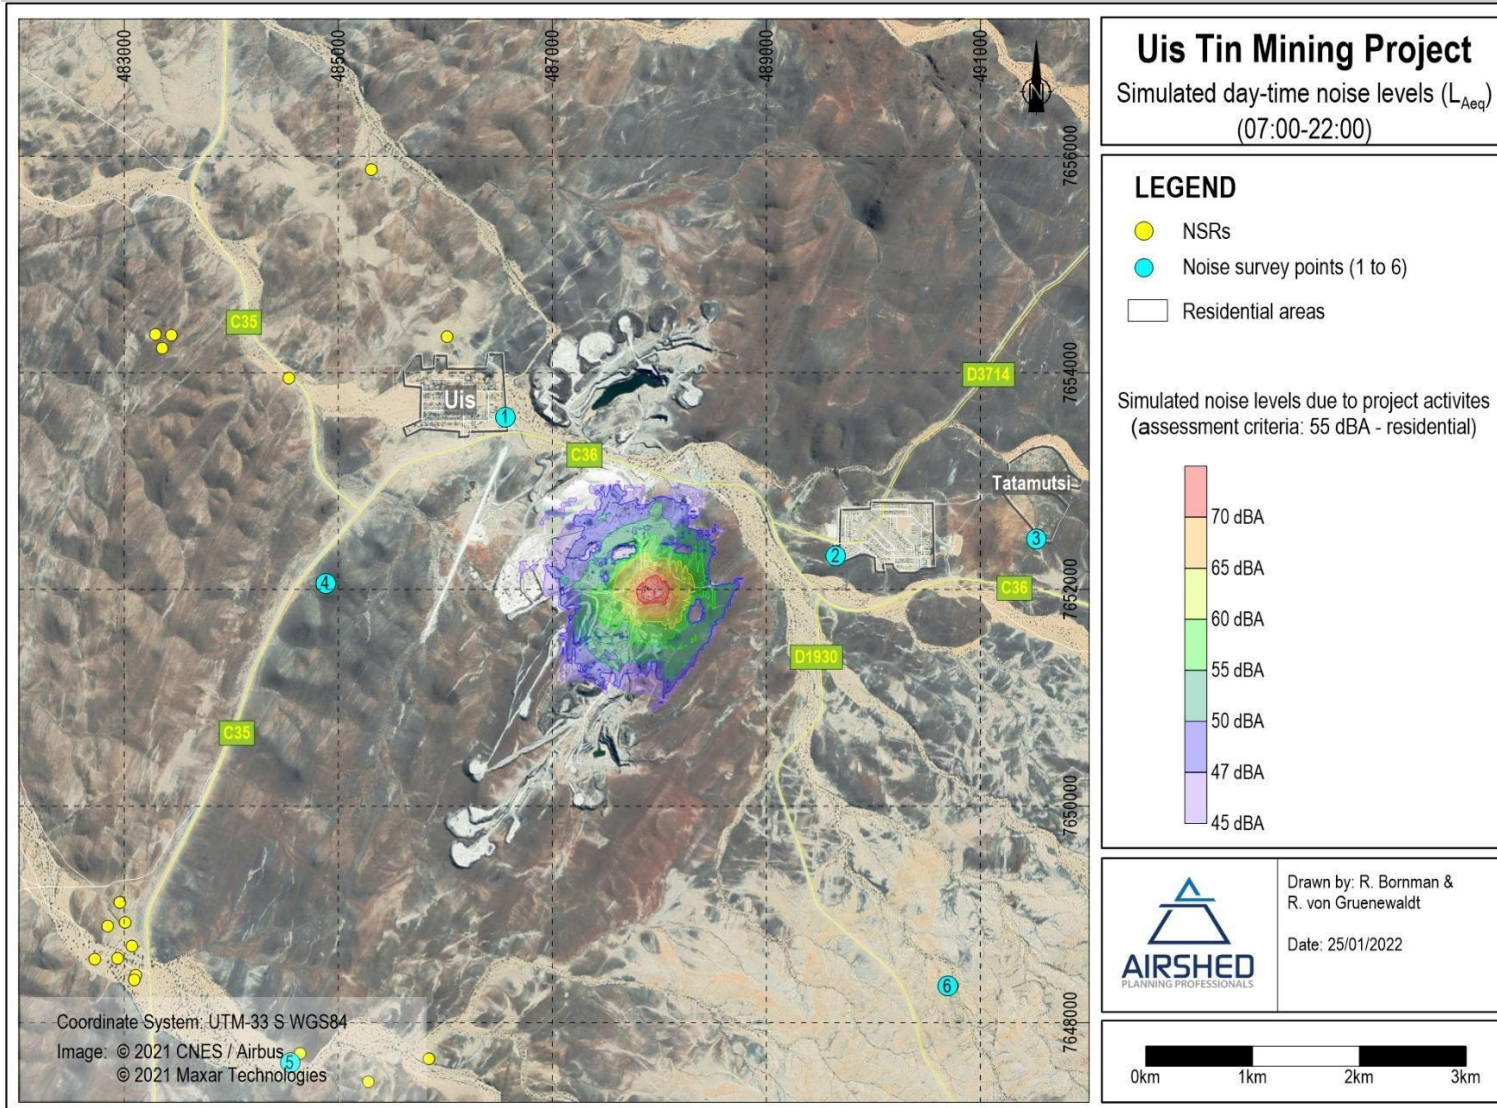 Uis Tin Mining Project
Simulated day-time noise levels (LAeq)
(07:00-22:00)
LEGEND
NSRs
Noise survey points (1 to 6)
Residential areas
Simulated noise levels due to project activites
(assessment criteria: 55 dBA - residential)
70 dBA
65 dBA
60 dBA
55 dBA
50 dBA
47 dBA
45 dBA
AIRSHED
PLANNING PROFESSIONALS
Drawn by: R. Bornman &
R. von Gruenewaldt
Date: 25/01/2022
0km 1km 2km 3km
483000
485000
487000
489000
491000
N
7656000
7654000
7652000
7650000
7648000
C35
Uis
1
C36
D3714
Tatamutsi
2
3
4
C36
D1930
C35
6
5
Coordinate System: UTM-33 S WGS84
Image: © 2021 CNES / Airbus
© 2021 Maxar Technologies